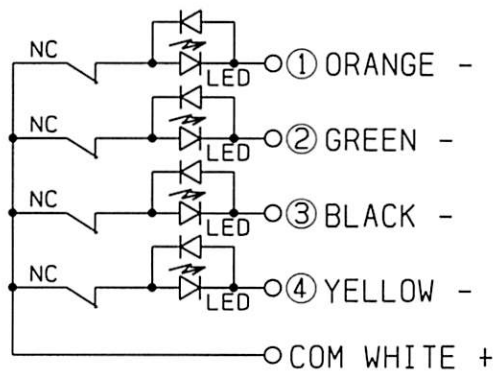 NC LED ① ORANGE -
NC LED ② GREEN -
NC LED ③ BLACK -
NC LED ④ YELLOW -
COM WHITE +